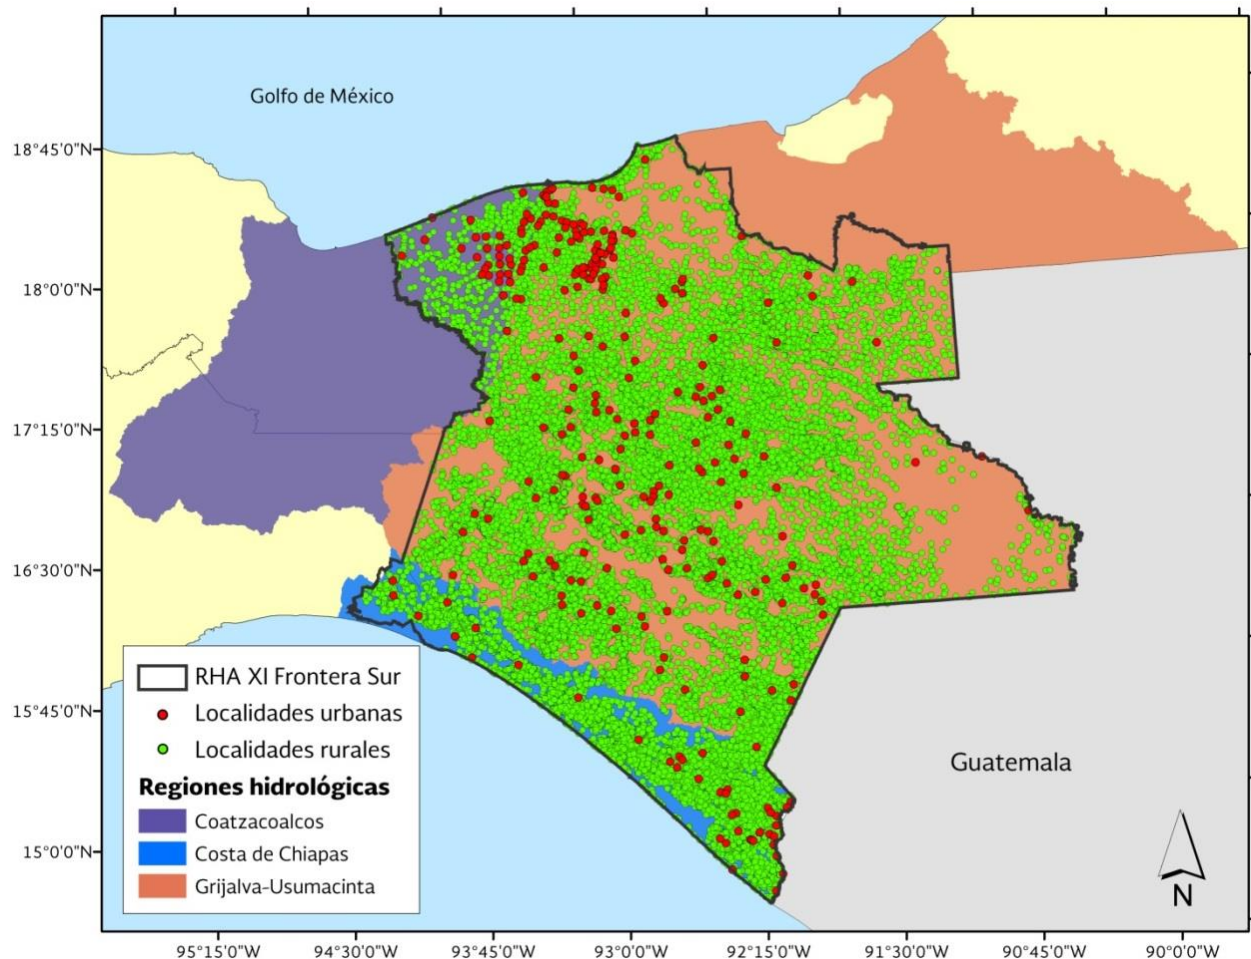 Golfo de México
18°45'0"N
18°0'0"N
17°15'0"N
16°30'0"N
15°45'0"N
15°0'0"N
RHA XI Frontera Sur
Localidades urbanas
Localidades rurales
Regiones hidrológicas
Coatzacoalcos
Costa de Chiapas
Grijalva-Usumacinta
Guatemala
N
95°15'0"W 94°30'0"W 93°45'0"W 93°0'0"W 92°15'0"W 91°30'0"W 90°45'0"W 90°0'0"W